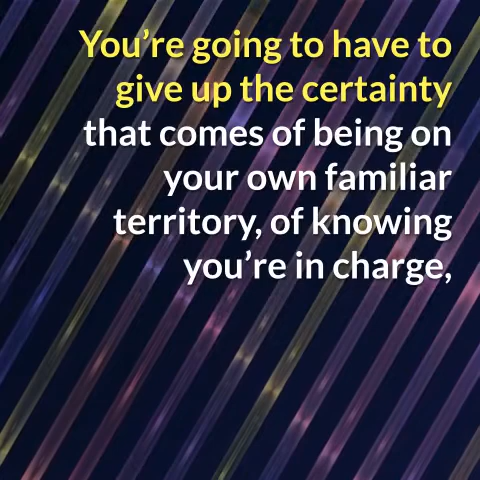 You’re going to have to
give up the certainty
that comes of being on
your own familiar
territory, of knowing
you’re in charge,